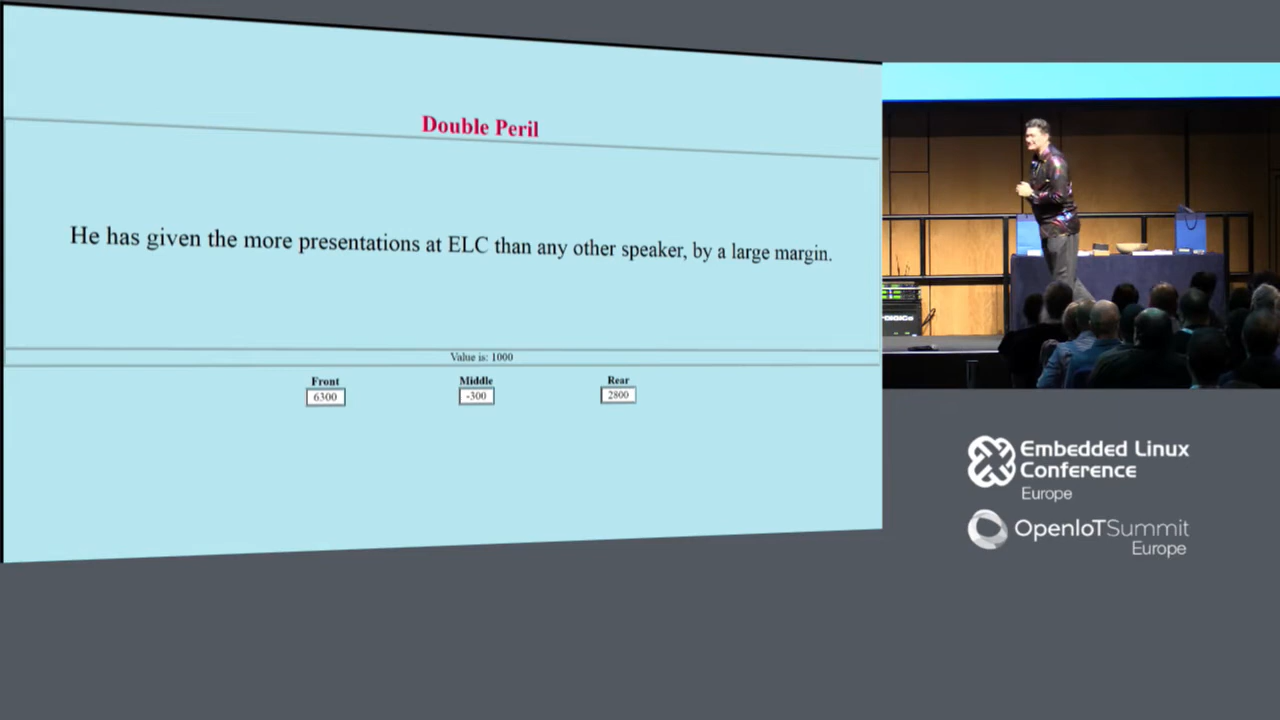 Double Peril
He has given the more presentations at ELC than any other speaker, by a large margin.
Value is: 1000
Front Middle Rear
6300 -300 2800
Embedded Linux
Conference
Europe
OpenIoTSummit
Europe